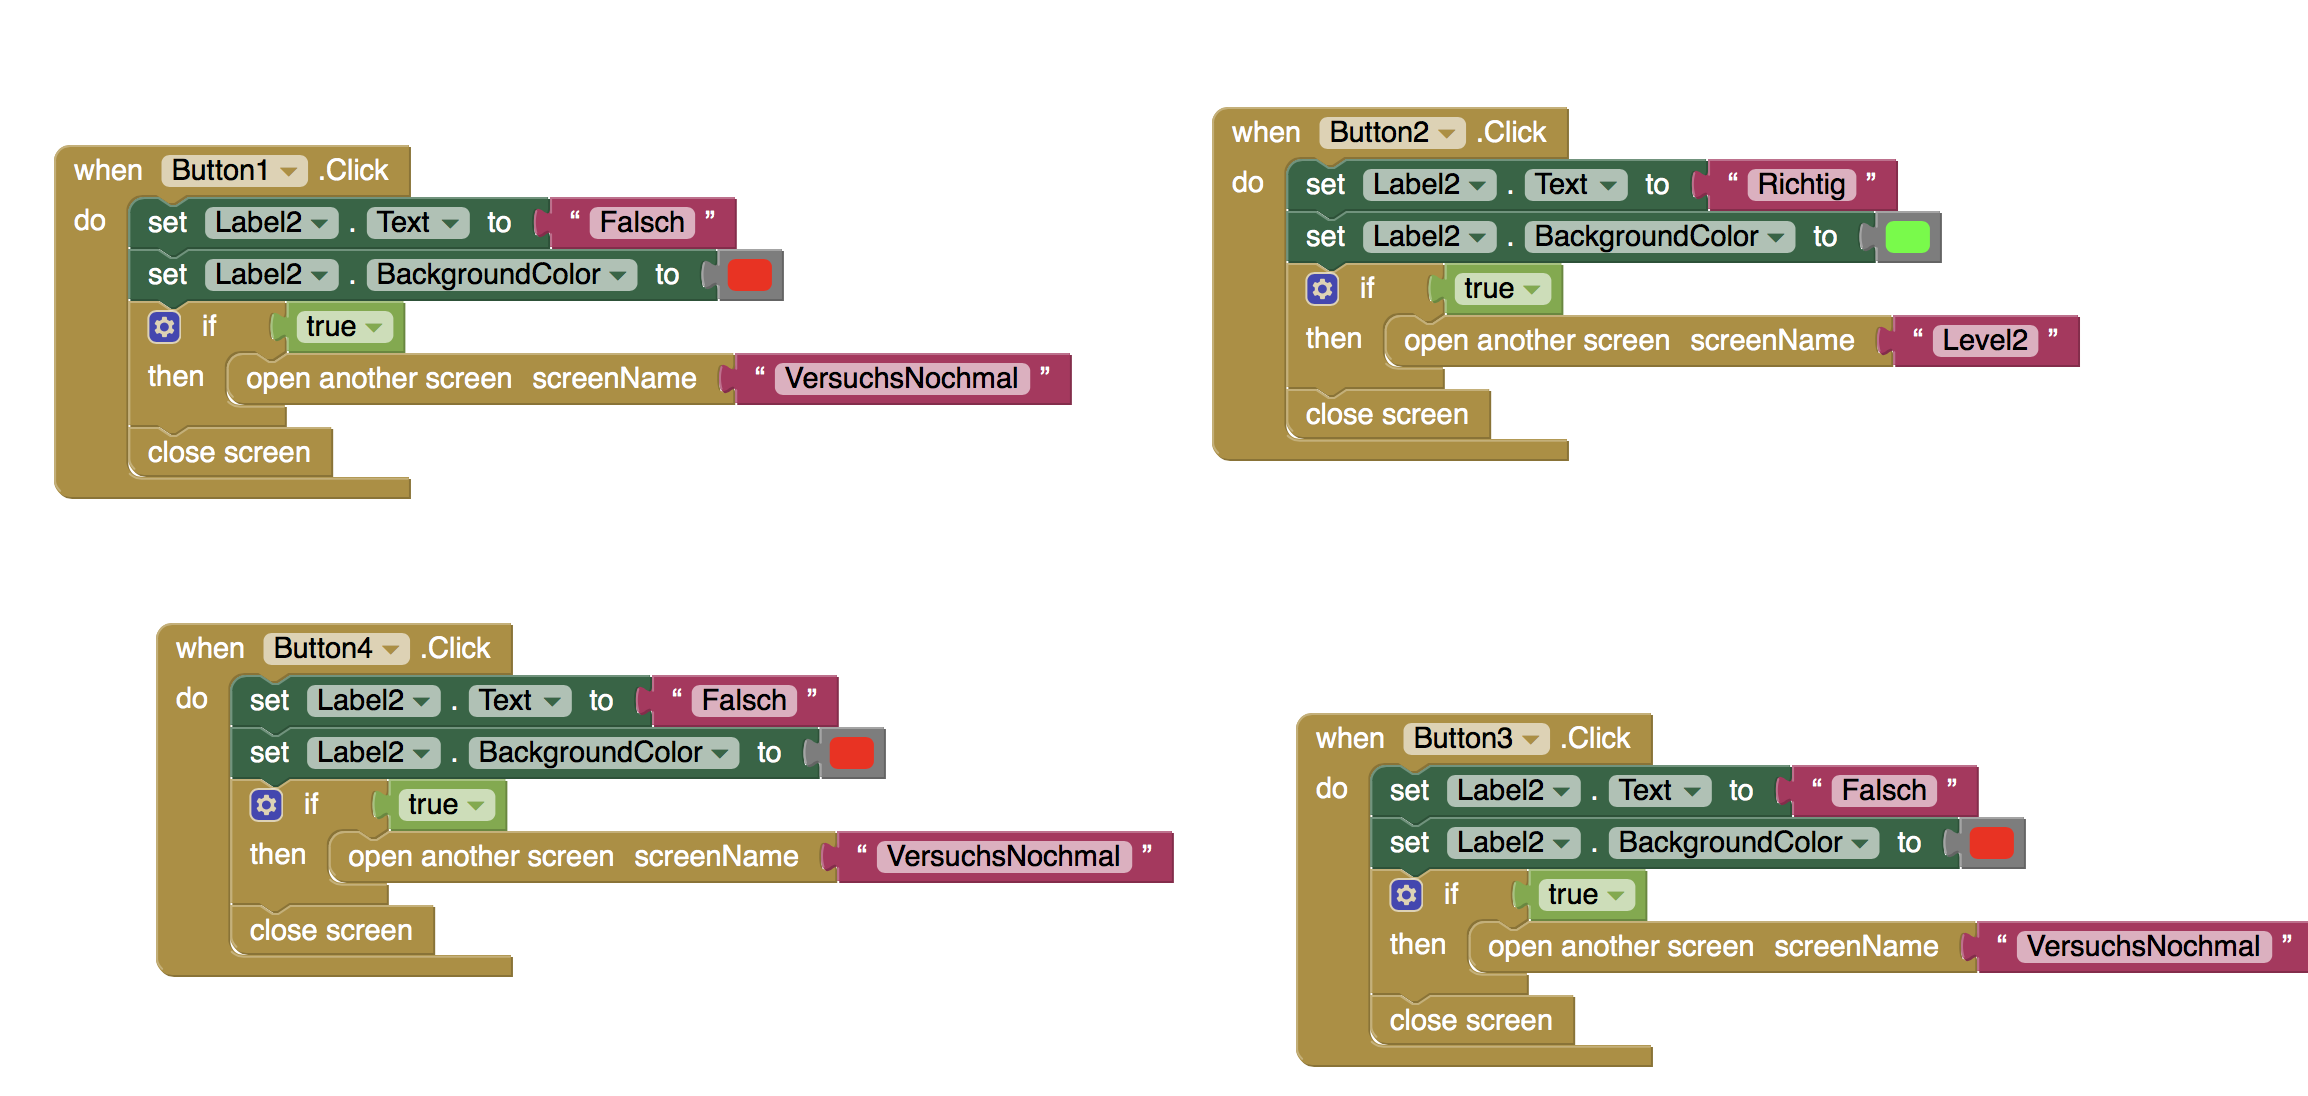 when Button1 .Click
do set Label2 . Text to “ Falsch ”
set Label2 . BackgroundColor to
if true
then open another screen screenName “ VersuchsNochmal ”
close screen
when Button2 .Click
do set Label2 . Text to “ Richtig ”
set Label2 . BackgroundColor to
if true
then open another screen screenName “ Level2 ”
close screen
when Button4 .Click
do set Label2 . Text to “ Falsch ”
set Label2 . BackgroundColor to
if true
then open another screen screenName “ VersuchsNochmal ”
close screen
when Button3 .Click
do set Label2 . Text to “ Falsch ”
set Label2 . BackgroundColor to
if true
then open another screen screenName “ VersuchsNochmal ”
close screen